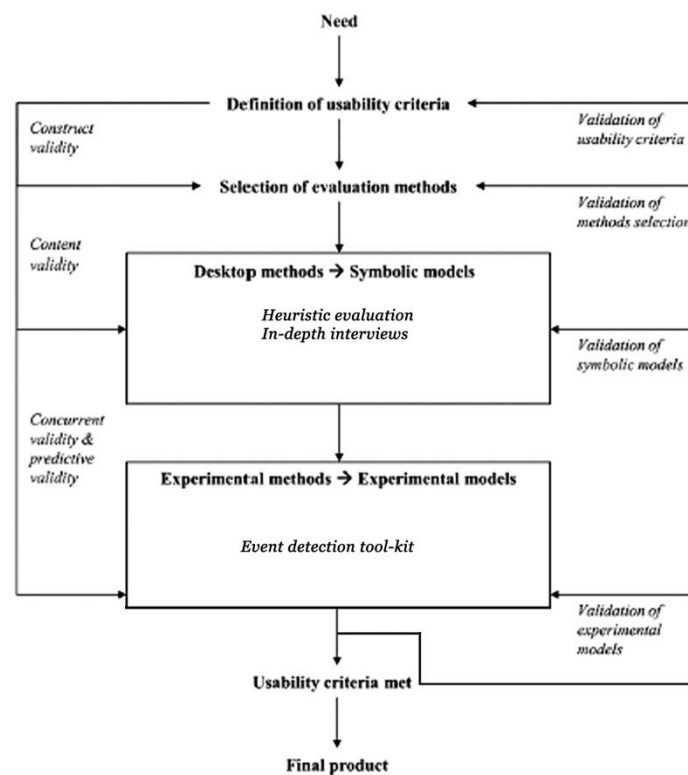 Need
Definition of usability criteria
Construct
validity
Validation of
usability criteria
Selection of evaluation methods
Validation of
methods selection
Content
validity
Desktop methods → Symbolic models
Heuristic evaluation
In-depth interviews
Validation of
symbolic models
Concurrent
validity &
predictive
validity
Experimental methods → Experimental models
Event detection tool-kit
Validation of
experimental
models
Usability criteria met
Final product